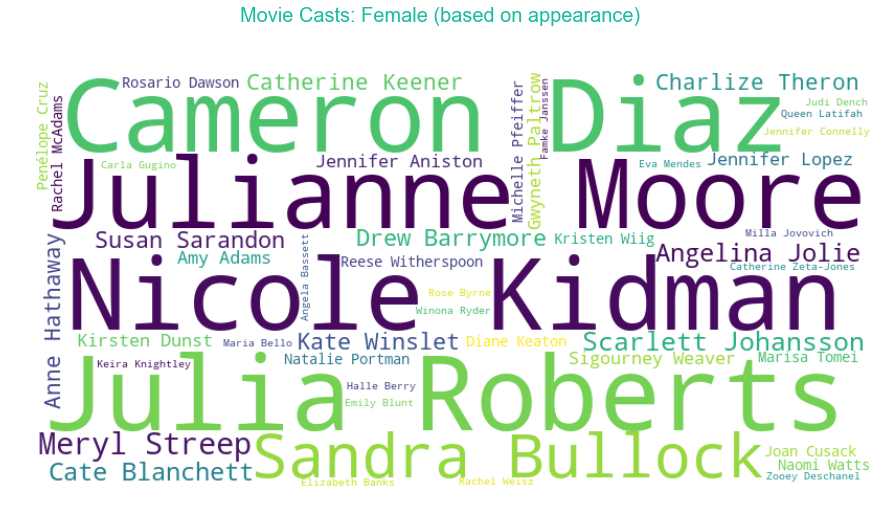 Movie Casts: Female (based on appearance)
Cameron Diaz
Rosario Dawson
Catherine Keener
Charlize Theron
Judi Dench
Queen Latifah
Jennifer Connelly
Penélope Cruz
Rachel McAdams
Michelle Pfeiffer
Gwyneth Paltrow
Famke Janssen
Carla Gugino
Jennifer Aniston
Eva Mendes
Jennifer Lopez
Julianne Moore
Susan Sarandon
Drew Barrymore
Kristen Wiig
Milla Jovovich
Angelina Jolie
Amy Adams
Angela Bassett
Reese Witherspoon
Catherine Zeta-Jones
Nicole Kidman
Rose Byrne
Winona Ryder
Anne Hathaway
Kirsten Dunst
Maria Bello
Kate Winslet
Diane Keaton
Scarlett Johansson
Keira Knightley
Natalie Portman
Sigourney Weaver
Marisa Tomei
Julia Roberts
Halle Berry
Emily Blunt
Meryl Streep
Sandra Bullock
Joan Cusack
Naomi Watts
Cate Blanchett
Zooey Deschanel
Elizabeth Banks
Rachel Weisz